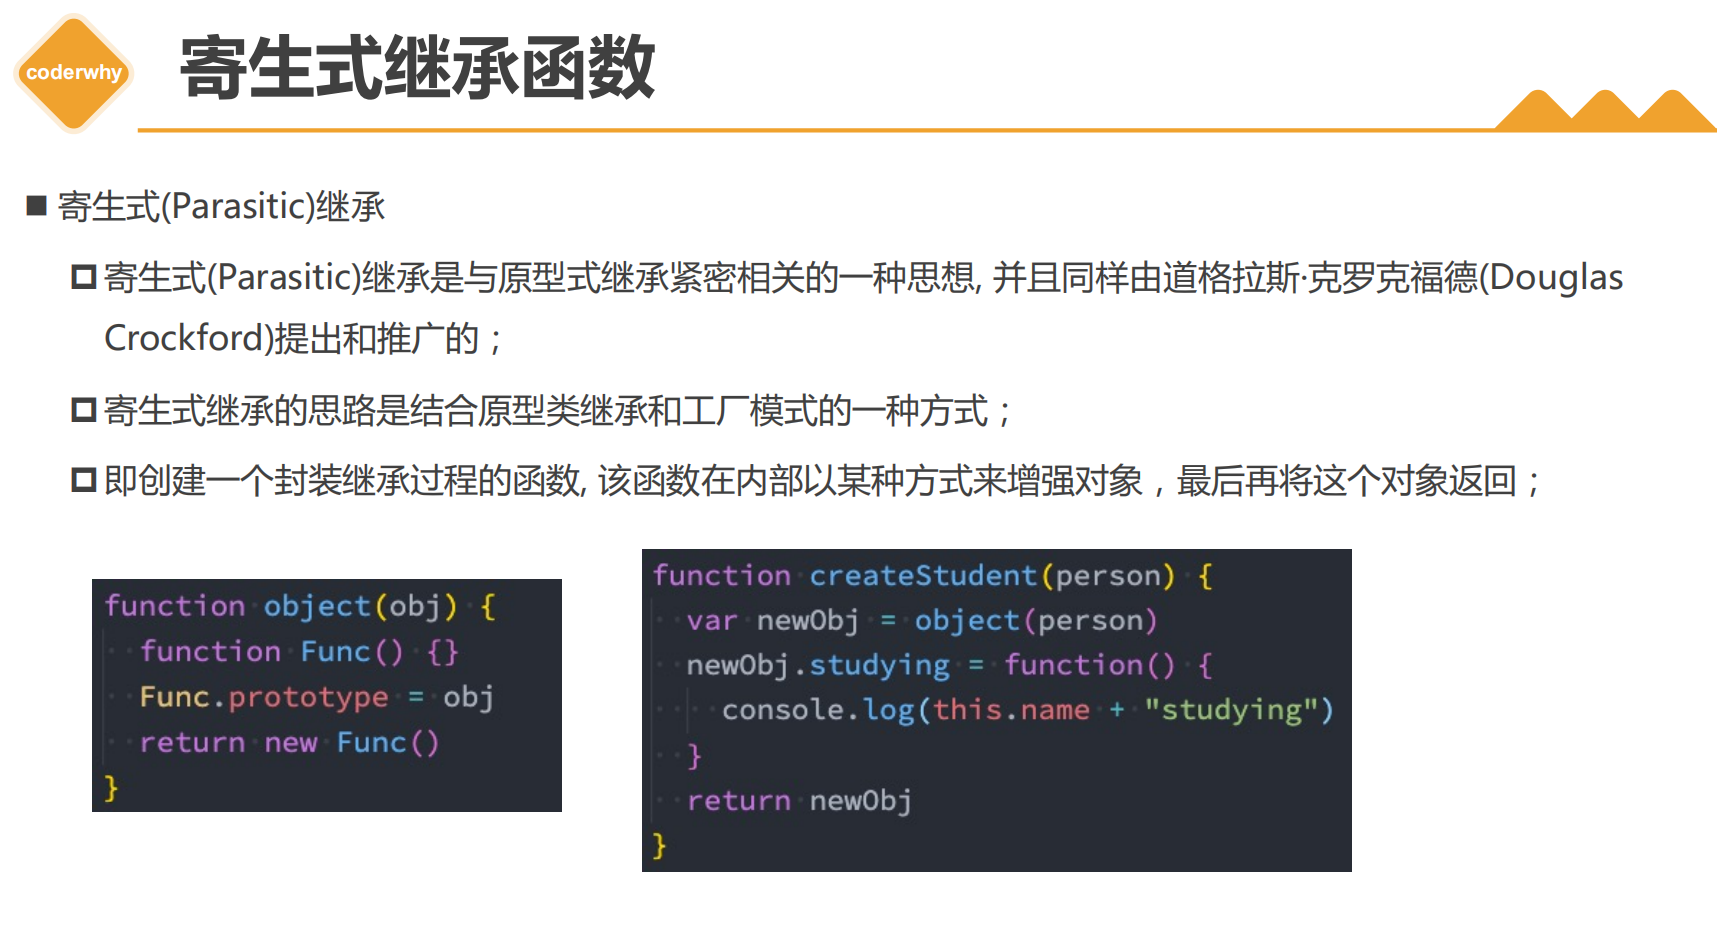 coderwhy
寄生式继承函数
寄生式(Parasitic)继承
寄生式(Parasitic)继承是与原型式继承紧密相关的一种思想, 并且同样由道格拉斯·克罗克福德(Douglas
Crockford)提出和推广的；
寄生式继承的思路是结合原型类继承和工厂模式的一种方式；
即创建一个封装继承过程的函数, 该函数在内部以某种方式来增强对象，最后再将这个对象返回；
function object(obj) {
  function Func() {}
  Func.prototype = obj
  return new Func()
}
function createStudent(person) {
  var newObj = object(person)
  newObj.studying = function() {
    console.log(this.name + "studying")
  }
  return newObj
}